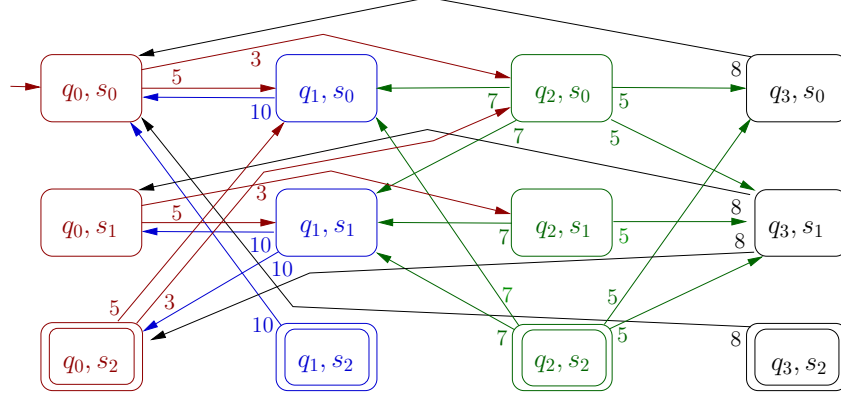 8
3
q₀, s₀ 5 q₁, s₀ q₂, s₀ 5 q₃, s₀
10 7
7 5
3 8
q₀, s₁ 5 q₁, s₁ q₂, s₁ 5 q₃, s₁
10 7 8
10
5 3 7 5
10 7 5 8
q₀, s₂ q₁, s₂ q₂, s₂ q₃, s₂